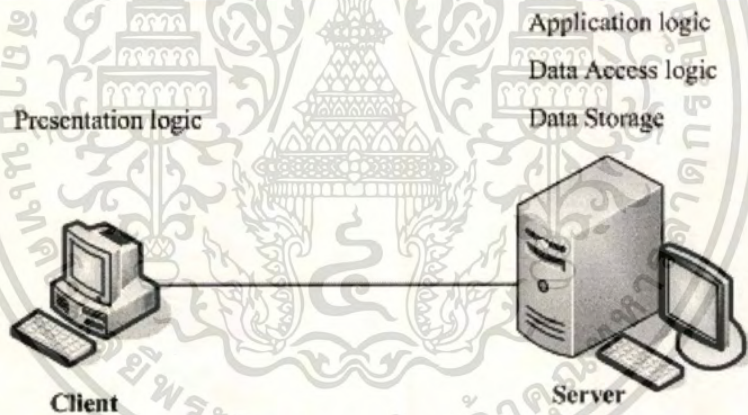 Application logic
Data Access logic
Presentation logic
Data Storage
Client
Server